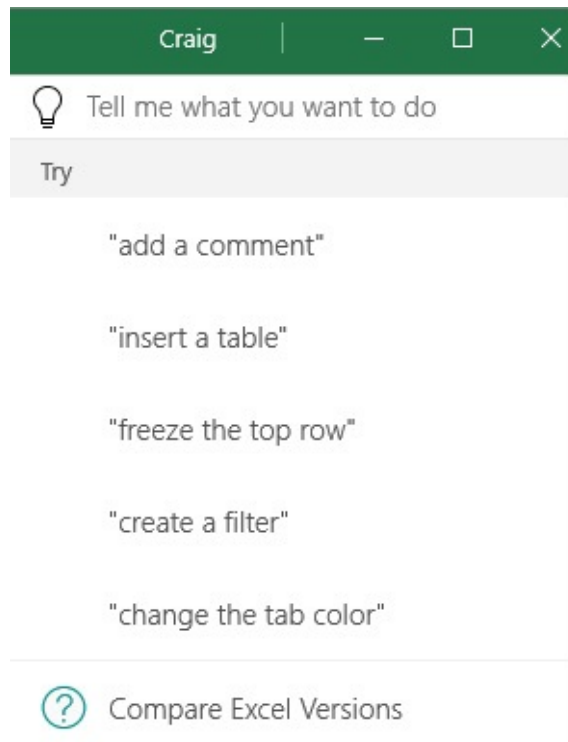 Craig
Tell me what you want to do
Try
"add a comment"
"insert a table"
"freeze the top row"
"create a filter"
"change the tab color"
Compare Excel Versions